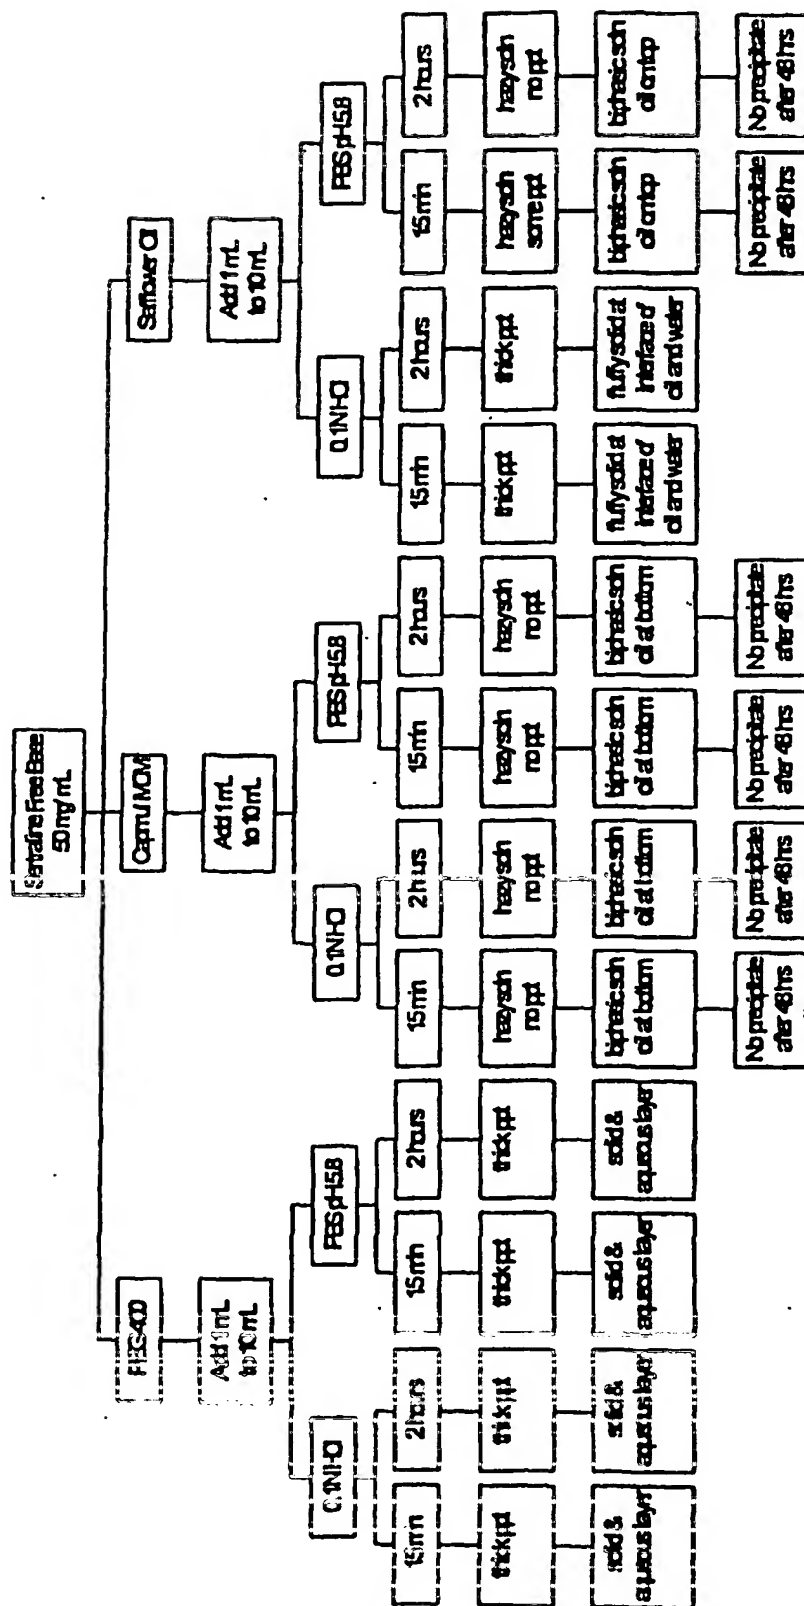 Sertraline Free Base
50 mg/mL
PEG 400
Capmul MCM
Safflower Oil
Add 1 mL
to 10 mL
Add 1 mL
to 10 mL
Add 1 mL
to 10 mL
0.1N HCl
PBS pH 5.8
0.1N HCl
PBS pH 5.8
0.1N HCl
PBS pH 5.8
15 min
2 hours
15 min
2 hours
15 min
2 hours
15 min
2 hours
15 min
2 hours
15 min
2 hours
thick ppt
thick ppt
thick ppt
thick ppt
hazy soln
no ppt
hazy soln
no ppt
hazy soln
no ppt
hazy soln
no ppt
thick ppt
thick ppt
hazy soln
some ppt
hazy soln
no ppt
solid &
aqueous layer
solid &
aqueous layer
solid &
aqueous layer
solid &
aqueous layer
biphasic soln
oil at bottom
biphasic soln
oil at bottom
biphasic soln
oil at bottom
biphasic soln
oil at bottom
fluffy solid at
interface of
oil and water
fluffy solid at
interface of
oil and water
biphasic soln
oil on top
biphasic soln
oil on top
No precipitate
after 48 hrs
No precipitate
after 48 hrs
No precipitate
after 48 hrs
No precipitate
after 48 hrs
No precipitate
after 48 hrs
No precipitate
after 48 hrs